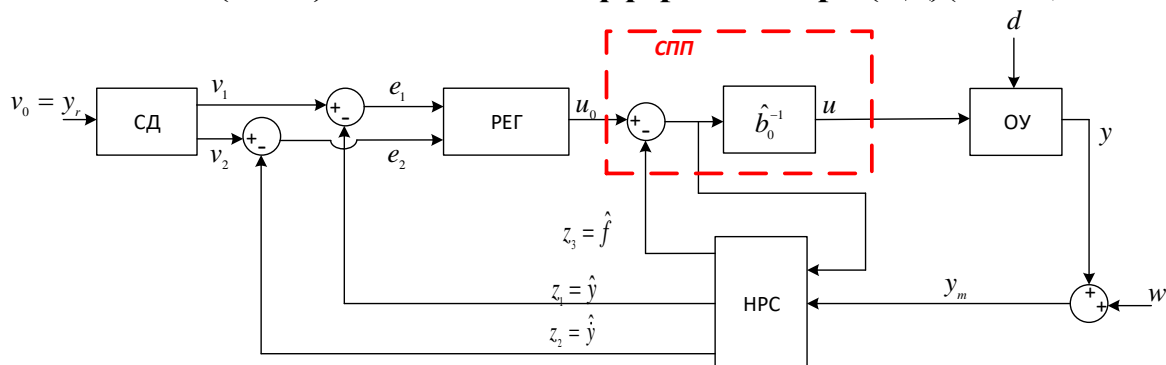 d
СПП
v₀ = y_r
СД
v₁
v₂
+
-
+
-
e₁
e₂
РЕГ
u₀
+
-
b̂₀⁻¹
u
ОУ
y
z₃ = f̂
z₁ = ŷ
z₂ = ẏ̂
НРС
y_m
+
+
w